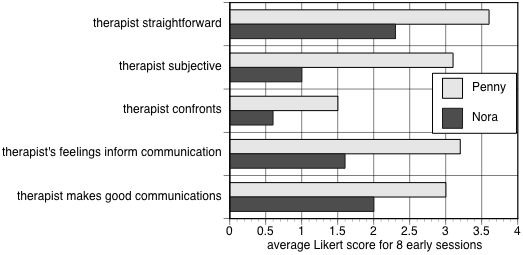 therapist straightforward
therapist subjective
therapist confronts
therapist's feelings inform communication
therapist makes good communications
Penny
Nora
0 0.5 1 1.5 2 2.5 3 3.5 4
average Likert score for 8 early sessions